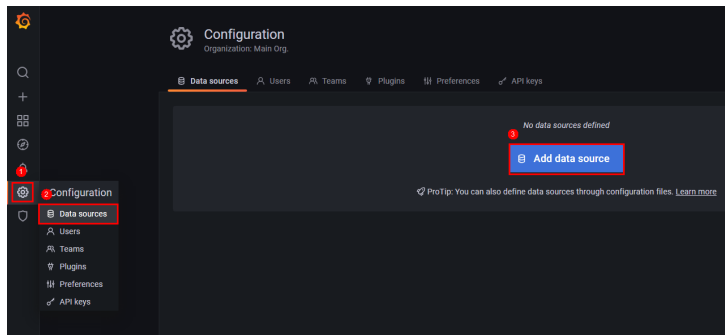 Configuration
Organization: Main Org.
Data sources
Users
Teams
Plugins
Preferences
API keys
No data sources defined
3
Add data source
ProTip: You can also define data sources through configuration files. Learn more
1
2
Configuration
Data sources
Users
Teams
Plugins
Preferences
API keys